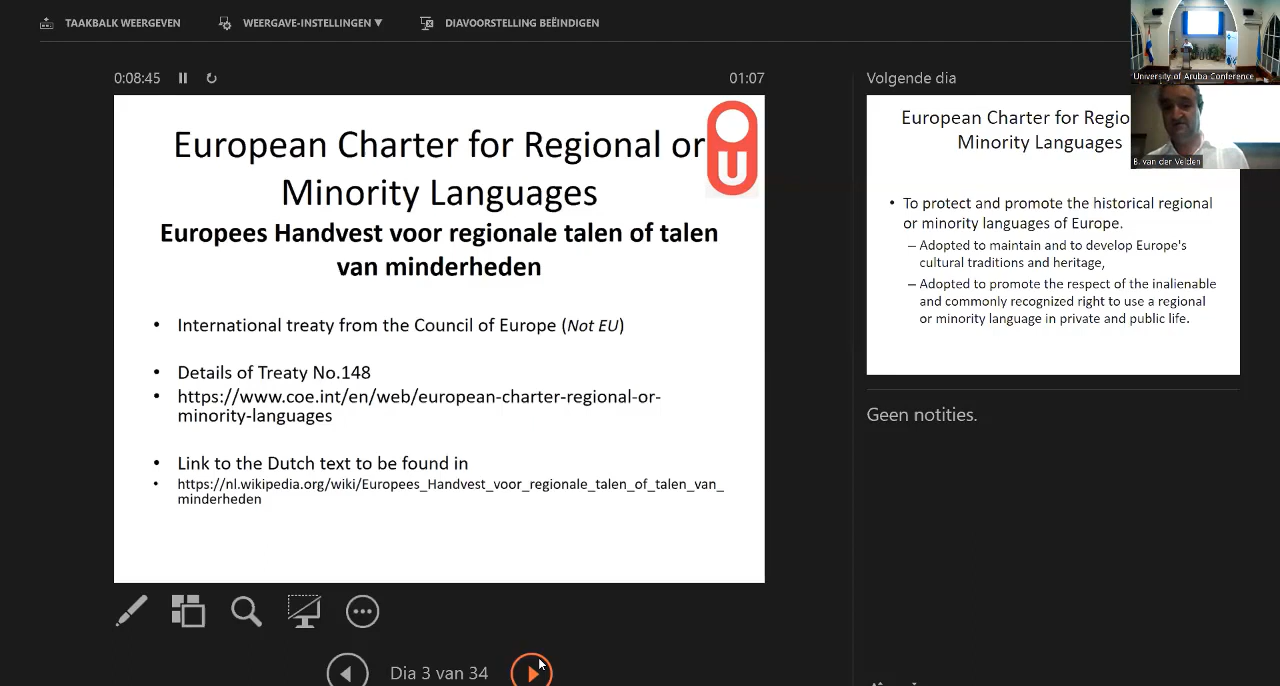 TAAKBALK WEERGEVEN
WEERGAVE-INSTELLINGEN ▼
DIAVOORSTELLING BEËINDIGEN
0:08:45
01:07
European Charter for Regional or
Minority Languages
Europees Handvest voor regionale talen of talen
van minderheden
• International treaty from the Council of Europe (Not EU)
• Details of Treaty No.148
• https://www.coe.int/en/web/european-charter-regional-or-
minority-languages
• Link to the Dutch text to be found in
• https://nl.wikipedia.org/wiki/Europees_Handvest_voor_regionale_talen_of_talen_van_
minderheden
Dia 3 van 34
Volgende dia
European Charter for Regio
Minority Languages
• To protect and promote the historical regional
or minority languages of Europe.
– Adopted to maintain and to develop Europe's
cultural traditions and heritage,
– Adopted to promote the respect of the inalienable
and commonly recognized right to use a regional
or minority language in private and public life.
Geen notities.
University of Aruba Conference
B. van der Velden